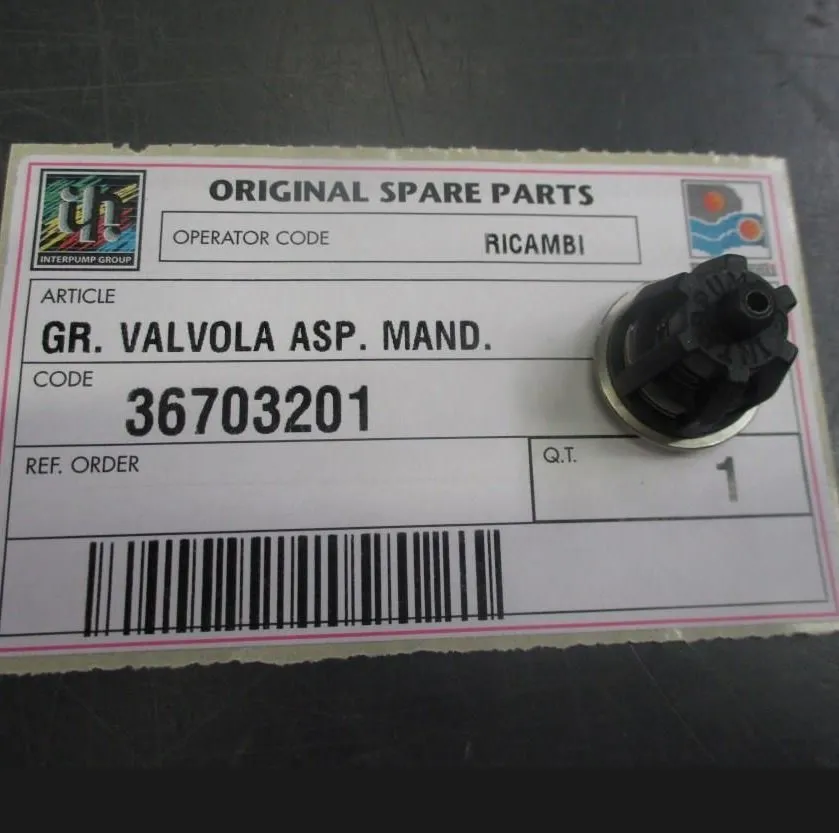 ORIGINAL SPARE PARTS
INTERPUMP GROUP
OPERATOR CODE RICAMBI
ARTICLE
GR. VALVOLA ASP. MAND.
CODE
36703201
REF. ORDER
Q.T.
1